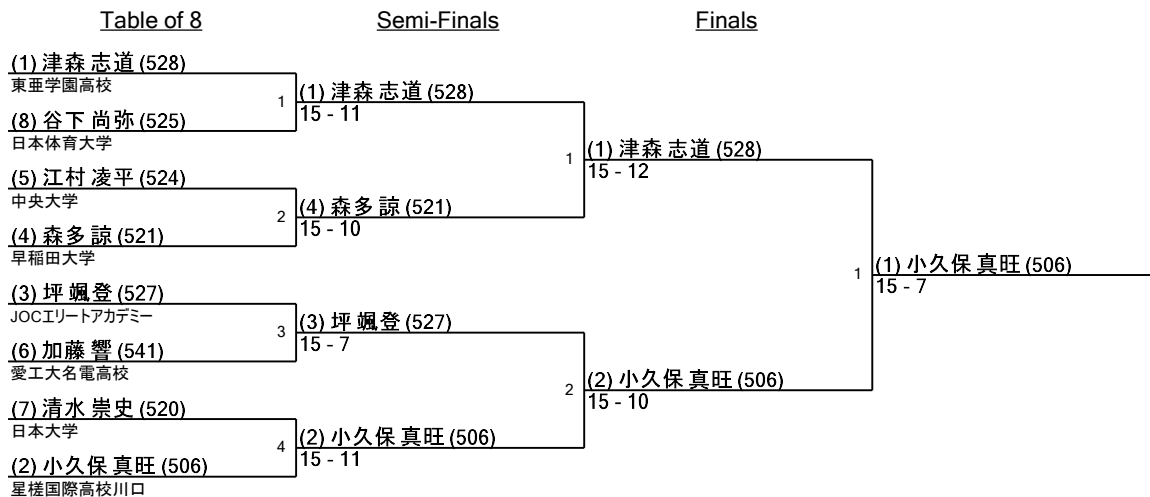 Table of 8
Semi-Finals
Finals
(1) 津森 志道 (528)
東亜学園高校
1
(1) 津森 志道 (528)
15 - 11
(8) 谷下 尚弥 (525)
日本体育大学
1
(1) 津森 志道 (528)
15 - 12
(5) 江村 凌平 (524)
中央大学
2
(4) 森多 諒 (521)
15 - 10
(4) 森多 諒 (521)
早稲田大学
1
(1) 小久保 真旺 (506)
15 - 7
(3) 坪 颯登 (527)
JOCエリートアカデミー
3
(3) 坪 颯登 (527)
15 - 7
(6) 加藤 響 (541)
愛工大名電高校
2
(2) 小久保 真旺 (506)
15 - 10
(7) 清水 崇史 (520)
日本大学
4
(2) 小久保 真旺 (506)
15 - 11
(2) 小久保 真旺 (506)
星槎国際高校川口